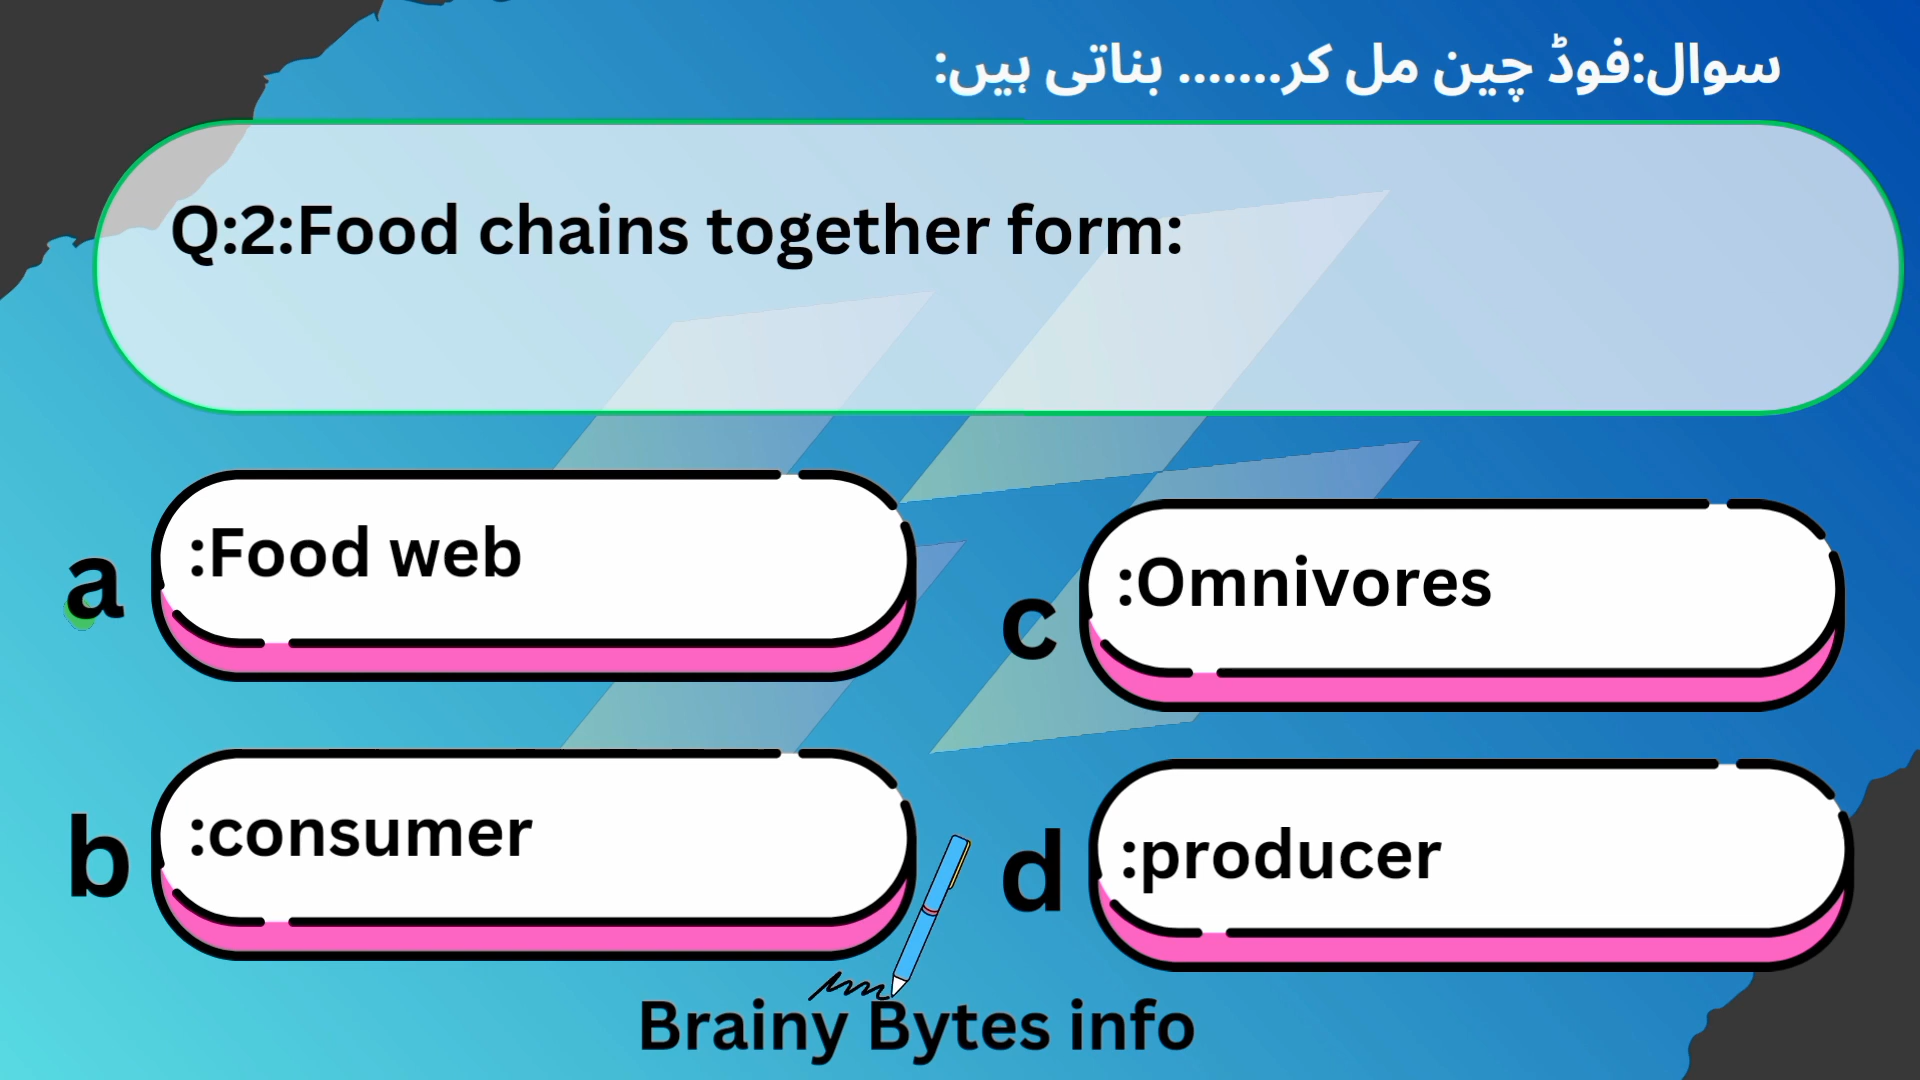 سوال:فوڈ چین مل کر....... بناتی ہیں:
Q:2:Food chains together form:
a :Food web
c :Omnivores
b :consumer
d :producer
Brainy Bytes info